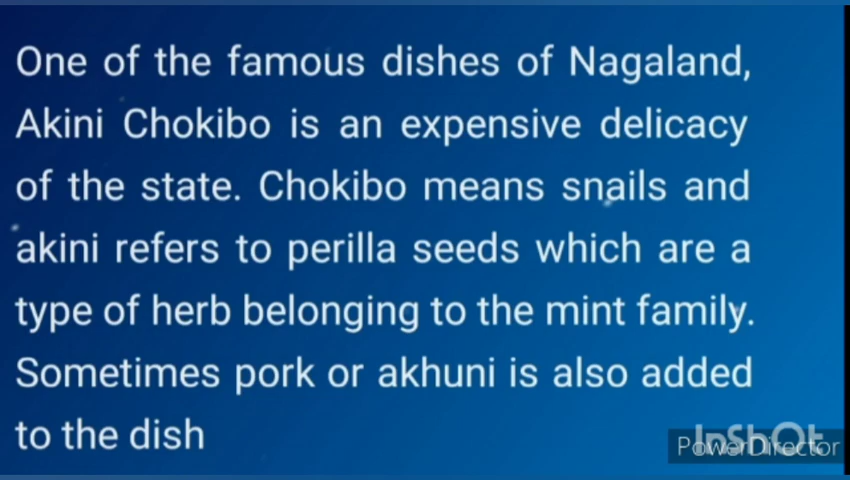 One of the famous dishes of Nagaland,
Akini Chokibo is an expensive delicacy
of the state. Chokibo means snails and
akini refers to perilla seeds which are a
type of herb belonging to the mint family.
Sometimes pork or akhuni is also added
to the dish
InShOt
PowerDirector